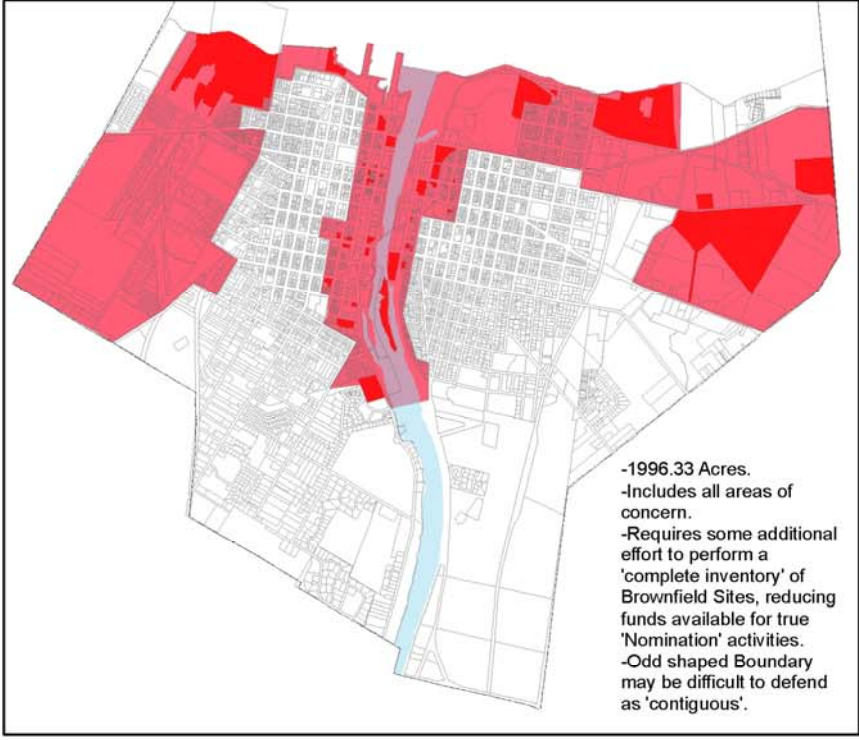 -1996.33 Acres.
-Includes all areas of
concern.
-Requires some additional
effort to perform a
'complete inventory' of
Brownfield Sites, reducing
funds available for true
'Nomination' activities.
-Odd shaped Boundary
may be difficult to defend
as 'contiguous'.